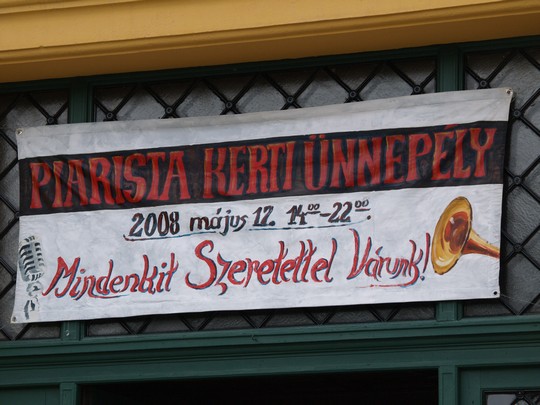 PIARISTA KERTI ÜNNEPÉLY
2008 május 12. 14⁰⁰-22⁰⁰.
Mindenkit Szeretettel Várunk!